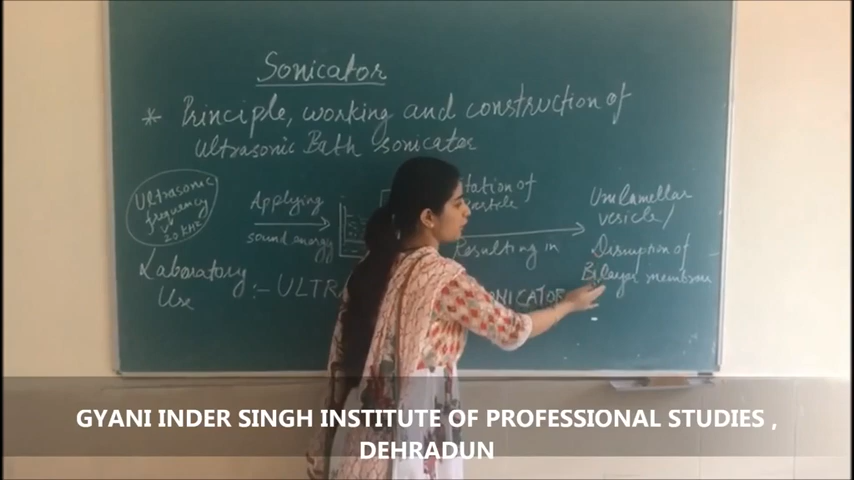 Sonicator
* Principle, working and construction of
Ultrasonic Bath sonicator
Ultrasonic
frequency
20 KHz
Applying
sound energy
tation of
Resulting in
Unilamellar
vesicle/
Disruption of
Bilayer membrane
Laboratory
Use :- ULTRA
ONICATOR
GYANI INDER SINGH INSTITUTE OF PROFESSIONAL STUDIES ,
DEHRADUN